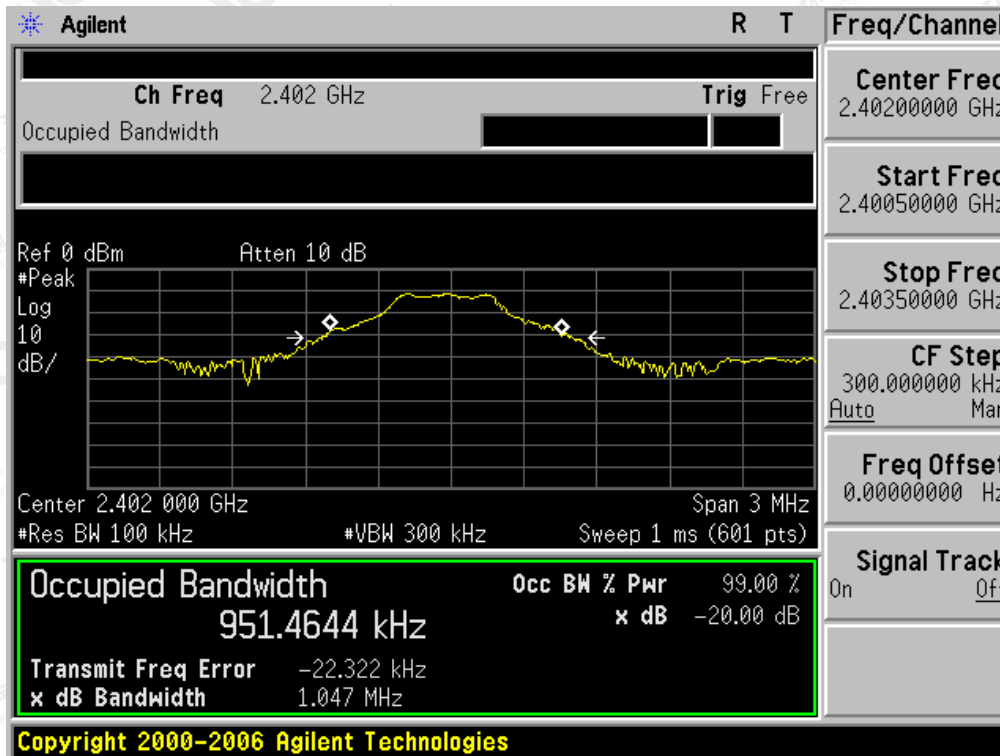 Agilent R T
Freq/Channel
Ch Freq 2.402 GHz Trig Free
Occupied Bandwidth
Ref 0 dBm Atten 10 dB
#Peak
Log
10
dB/
Center 2.402 000 GHz Span 3 MHz
#Res BW 100 kHz #VBW 300 kHz Sweep 1 ms (601 pts)
Occupied Bandwidth
951.4644 kHz
Occ BW % Pwr 99.00 %
x dB -20.00 dB
Transmit Freq Error -22.322 kHz
x dB Bandwidth 1.047 MHz
Center Freq
2.40200000 GHz
Start Freq
2.40050000 GHz
Stop Freq
2.40350000 GHz
CF Step
300.000000 kHz
Auto Man
Freq Offset
0.00000000 Hz
Signal Track
On Off
Copyright 2000-2006 Agilent Technologies